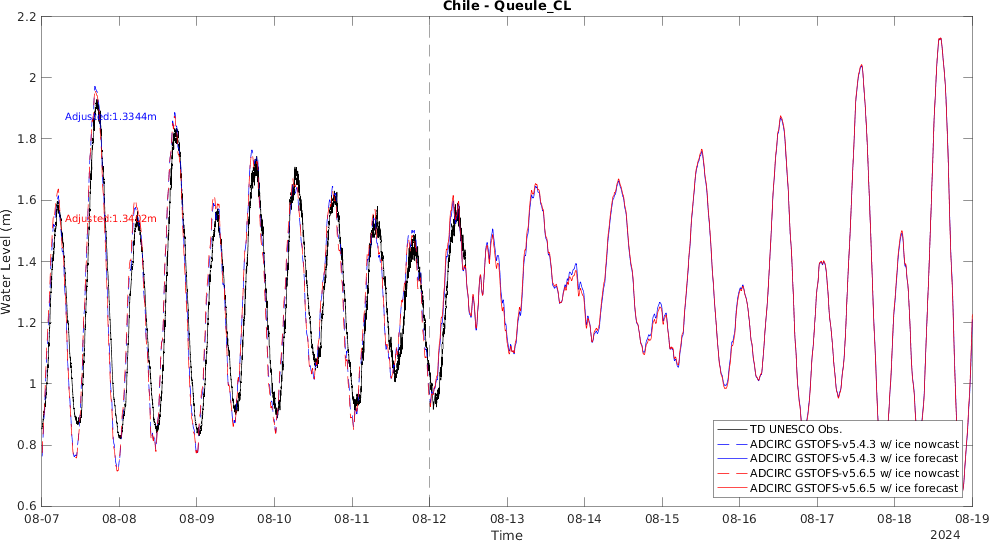 Chile - Queule_CL
2.2
2
1.8
1.6
1.4
1.2
1
0.8
0.6
Water Level (m)
Adjusted:1.3344m
Adjusted:1.3402m
TD UNESCO Obs.
ADCIRC GSTOFS-v5.4.3 w/ ice nowcast
ADCIRC GSTOFS-v5.4.3 w/ ice forecast
ADCIRC GSTOFS-v5.6.5 w/ ice nowcast
ADCIRC GSTOFS-v5.6.5 w/ ice forecast
08-07 08-08 08-09 08-10 08-11 08-12 08-13 08-14 08-15 08-16 08-17 08-18 08-19
Time
2024